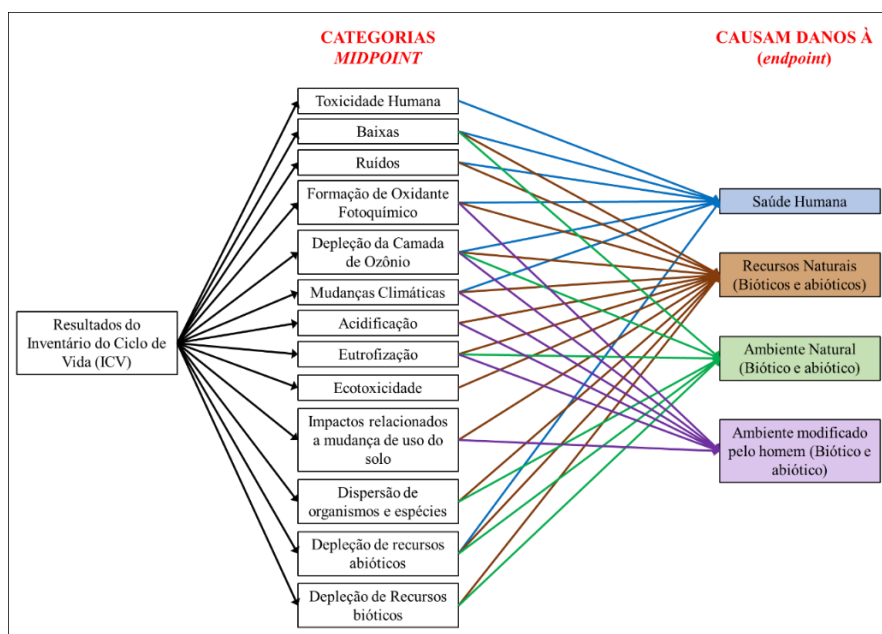 CATEGORIAS
MIDPOINT
CAUSAM DANOS À
(endpoint)
Resultados do
Inventário do Ciclo de
Vida (ICV)
Toxicidade Humana
Baixas
Ruídos
Formação de Oxidante
Fotoquímico
Depleção da Camada
de Ozônio
Mudanças Climáticas
Acidificação
Eutrofização
Ecotoxicidade
Impactos relacionados
a mudança de uso do
solo
Dispersão de
organismos e espécies
Depleção de recursos
abióticos
Depleção de Recursos
bióticos
Saúde Humana
Recursos Naturais
(Bióticos e abióticos)
Ambiente Natural
(Biótico e abiótico)
Ambiente modificado
pelo homem (Biótico e
abiótico)